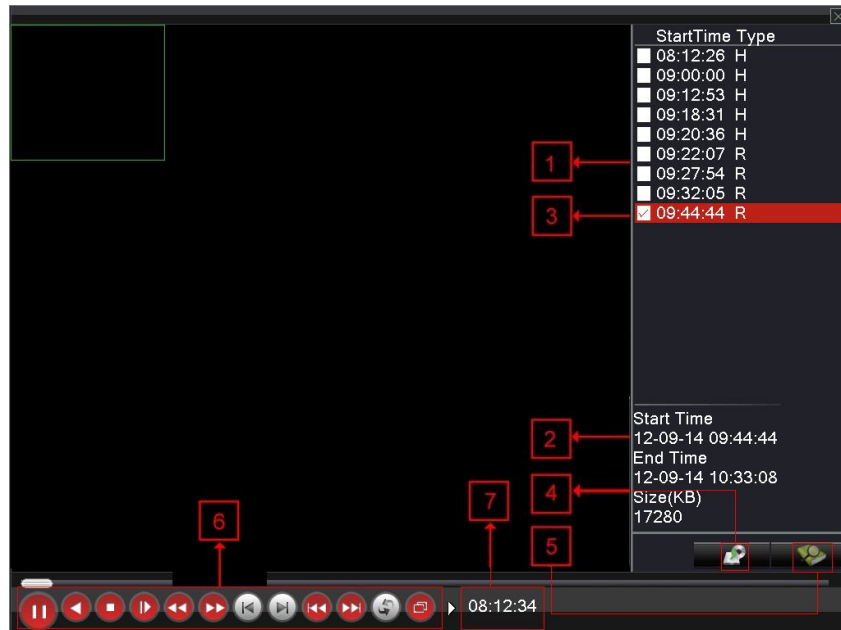 StartTime Type
08:12:26 H
09:00:00 H
09:12:53 H
09:18:31 H
09:20:36 H
1 09:22:07 R
09:27:54 R
09:32:05 R
3 09:44:44 R
Start Time
2 12-09-14 09:44:44
End Time
12-09-14 10:33:08
4 Size(KB)
17280
7
6
5
08:12:34